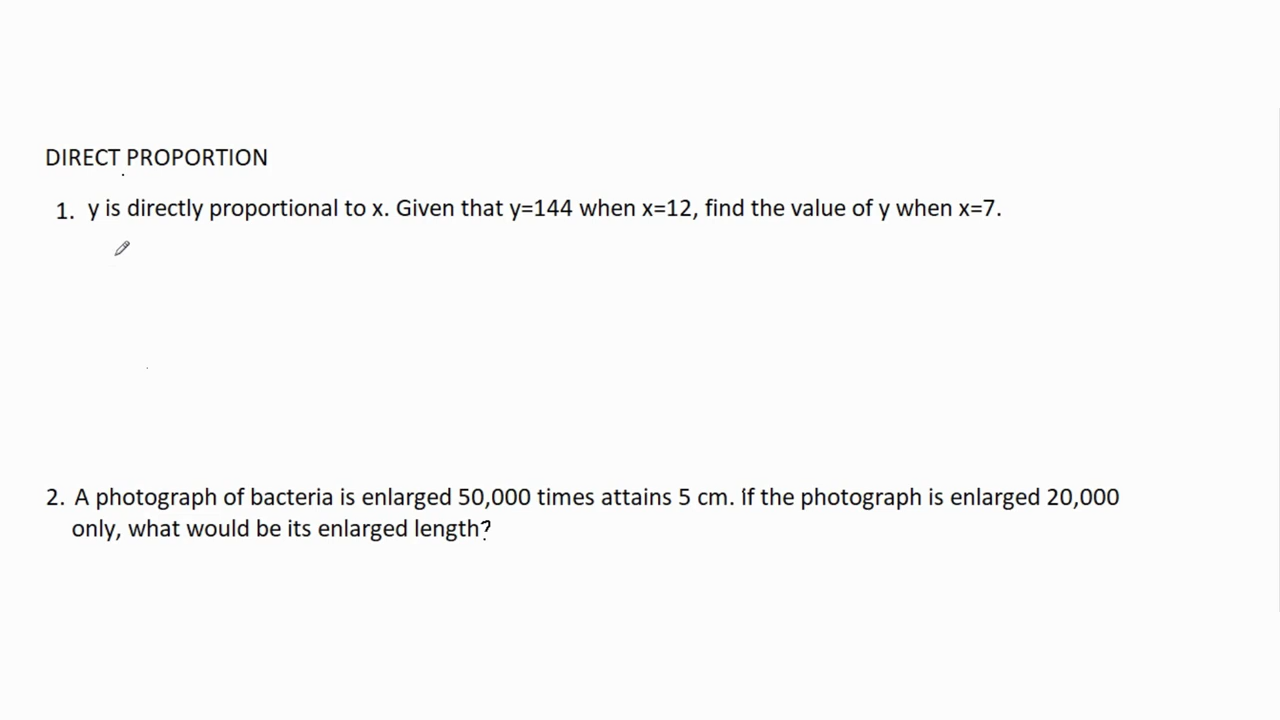 DIRECT PROPORTION
1. y is directly proportional to x. Given that y=144 when x=12, find the value of y when x=7.
2. A photograph of bacteria is enlarged 50,000 times attains 5 cm. if the photograph is enlarged 20,000
only, what would be its enlarged length?